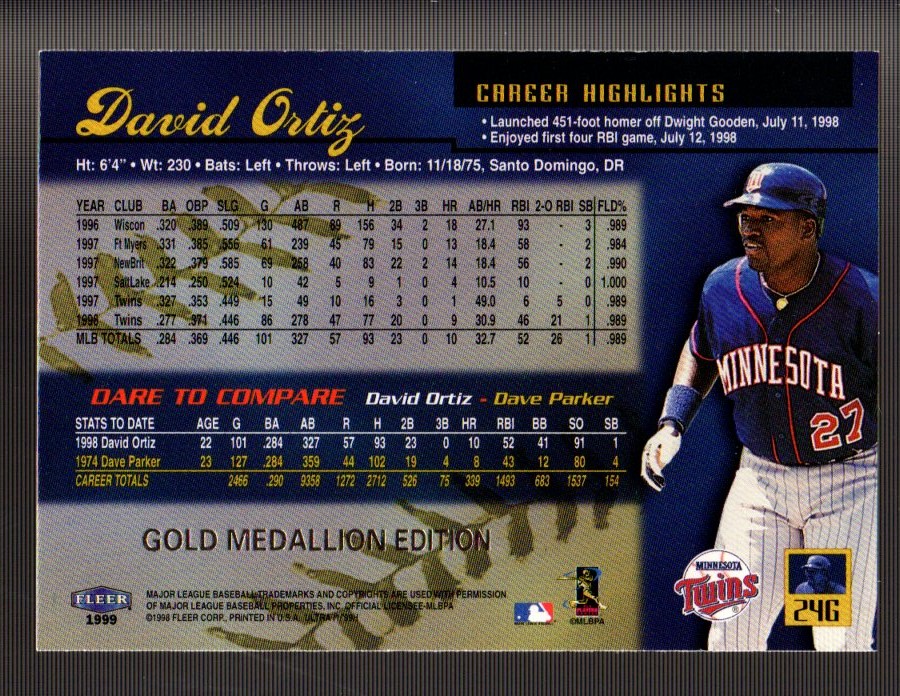 David Ortiz
CAREER HIGHLIGHTS
• Launched 451-foot homer off Dwight Gooden, July 11, 1998
• Enjoyed first four RBI game, July 12, 1998
Ht: 6'4" • Wt: 230 • Bats: Left • Throws: Left • Born: 11/18/75, Santo Domingo, DR
YEAR CLUB BA OBP SLG G AB R H 2B 3B HR AB/HR RBI 2-O RBI SB FLD%
1996 Wiscon .320 .389 .509 130 487 89 156 34 2 18 27.1 93 - 3 .989
1997 Ft Myers .331 .385 .556 61 239 45 79 15 0 13 18.4 58 - 2 .984
1997 NewBrit .322 .379 .585 69 258 40 83 22 2 14 18.4 56 - 2 .990
1997 SaltLake .214 .250 .524 10 42 5 9 1 0 4 10.5 10 - 0 1.000
1997 Twins .327 .353 .449 15 49 10 16 3 0 1 49.0 6 5 0 .989
1998 Twins .277 .371 .446 86 278 47 77 20 0 9 30.9 46 21 1 .989
MLB TOTALS .284 .369 .446 101 327 57 93 23 0 10 32.7 52 26 1 .989
DARE TO COMPARE David Ortiz - Dave Parker
STATS TO DATE AGE G BA AB R H 2B 3B HR RBI BB SO SB
1998 David Ortiz 22 101 .284 327 57 93 23 0 10 52 41 91 1
1974 Dave Parker 23 127 .284 359 44 102 19 4 8 43 12 80 4
CAREER TOTALS 2466 .290 9358 1272 2712 526 75 339 1493 683 1537 154
MINNESOTA
27
GOLD MEDALLION EDITION
FLEER
1999
MAJOR LEAGUE BASEBALL TRADEMARKS AND COPYRIGHTS ARE USED WITH PERMISSION
OF MAJOR LEAGUE BASEBALL PROPERTIES, INC. OFFICIAL LICENSEE-MLBPA
©1998 FLEER CORP., PRINTED IN U.S.A. ULTRA
©MLBPA
MINNESOTA
Twins
®
24G